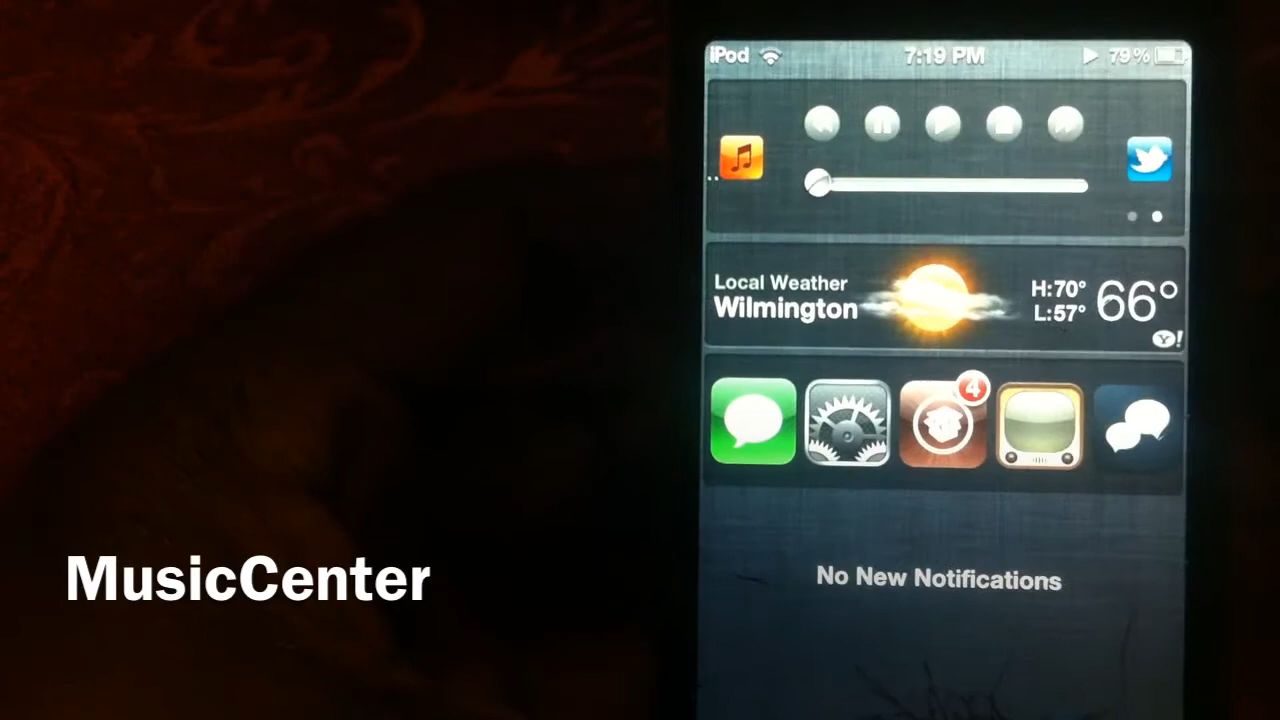 iPod
7:19 PM
79%
Local Weather
Wilmington
H:70°
L:57°
66°
Y!
4
No New Notifications
MusicCenter